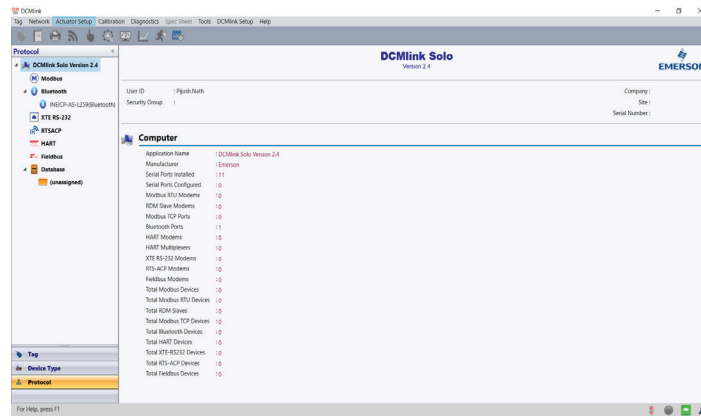 DCMlink
Tag Network Actuator Setup Calibration Diagnostics Spec Sheet Tools DCMlink Setup Help
Protocol
DCMlink Solo Version 2.4
Modbus
Bluetooth
INEICP-AS-L259(Bluetooth)
XTE RS-232
RTSACP
HART
Fieldbus
Database
(unassigned)
Tag
Device Type
Protocol
DCMlink Solo
Version 2.4
EMERSON
User ID : Pijush.Nath
Company :
Security Group :
Site :
Serial Number :
Computer
Application Name : DCMlink Solo Version 2.4
Manufacturer : Emerson
Serial Ports Installed : 11
Serial Ports Configured : 0
Modbus RTU Modems : 0
RDM Slave Modems : 0
Modbus TCP Ports : 0
Bluetooth Ports : 1
HART Modems : 0
HART Multiplexers : 0
XTE RS-232 Modems : 0
RTS-ACP Modems : 0
Fieldbus Modems : 0
Total Modbus Devices : 0
Total Modbus RTU Devices : 0
Total RDM Slaves : 0
Total Modbus TCP Devices : 0
Total Bluetooth Devices : 0
Total HART Devices : 0
Total XTE-RS232 Devices : 0
Total RTS-ACP Devices : 0
Total Fieldbus Devices : 0
For Help, press F1